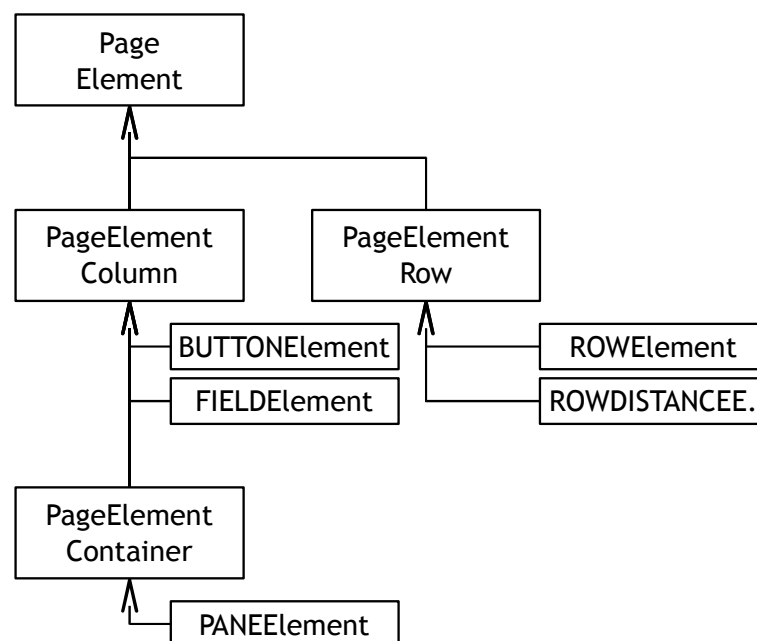 Page
Element
PageElement
Column
PageElement
Row
BUTTONElement
ROWElement
FIELDElement
ROWDISTANCEE.
PageElement
Container
PANEElement